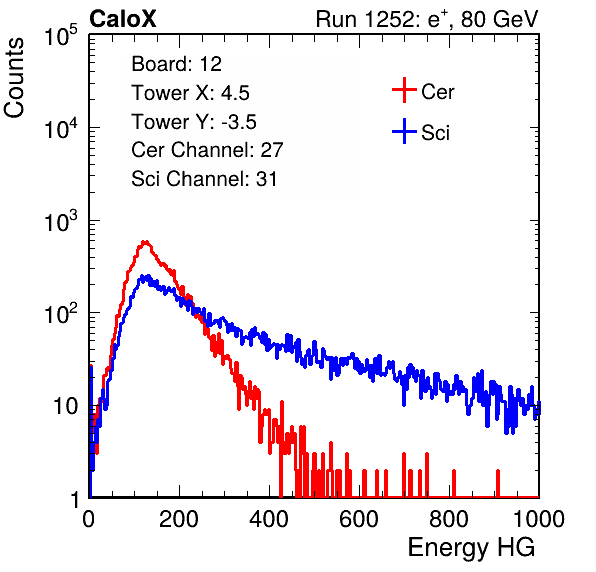 CaloX Run 1252: e⁺, 80 GeV
Counts
10⁵
10⁴
10³
10²
10
1
Board: 12
Tower X: 4.5
Tower Y: -3.5
Cer Channel: 27
Sci Channel: 31
Cer
Sci
0 200 400 600 800 1000
Energy HG